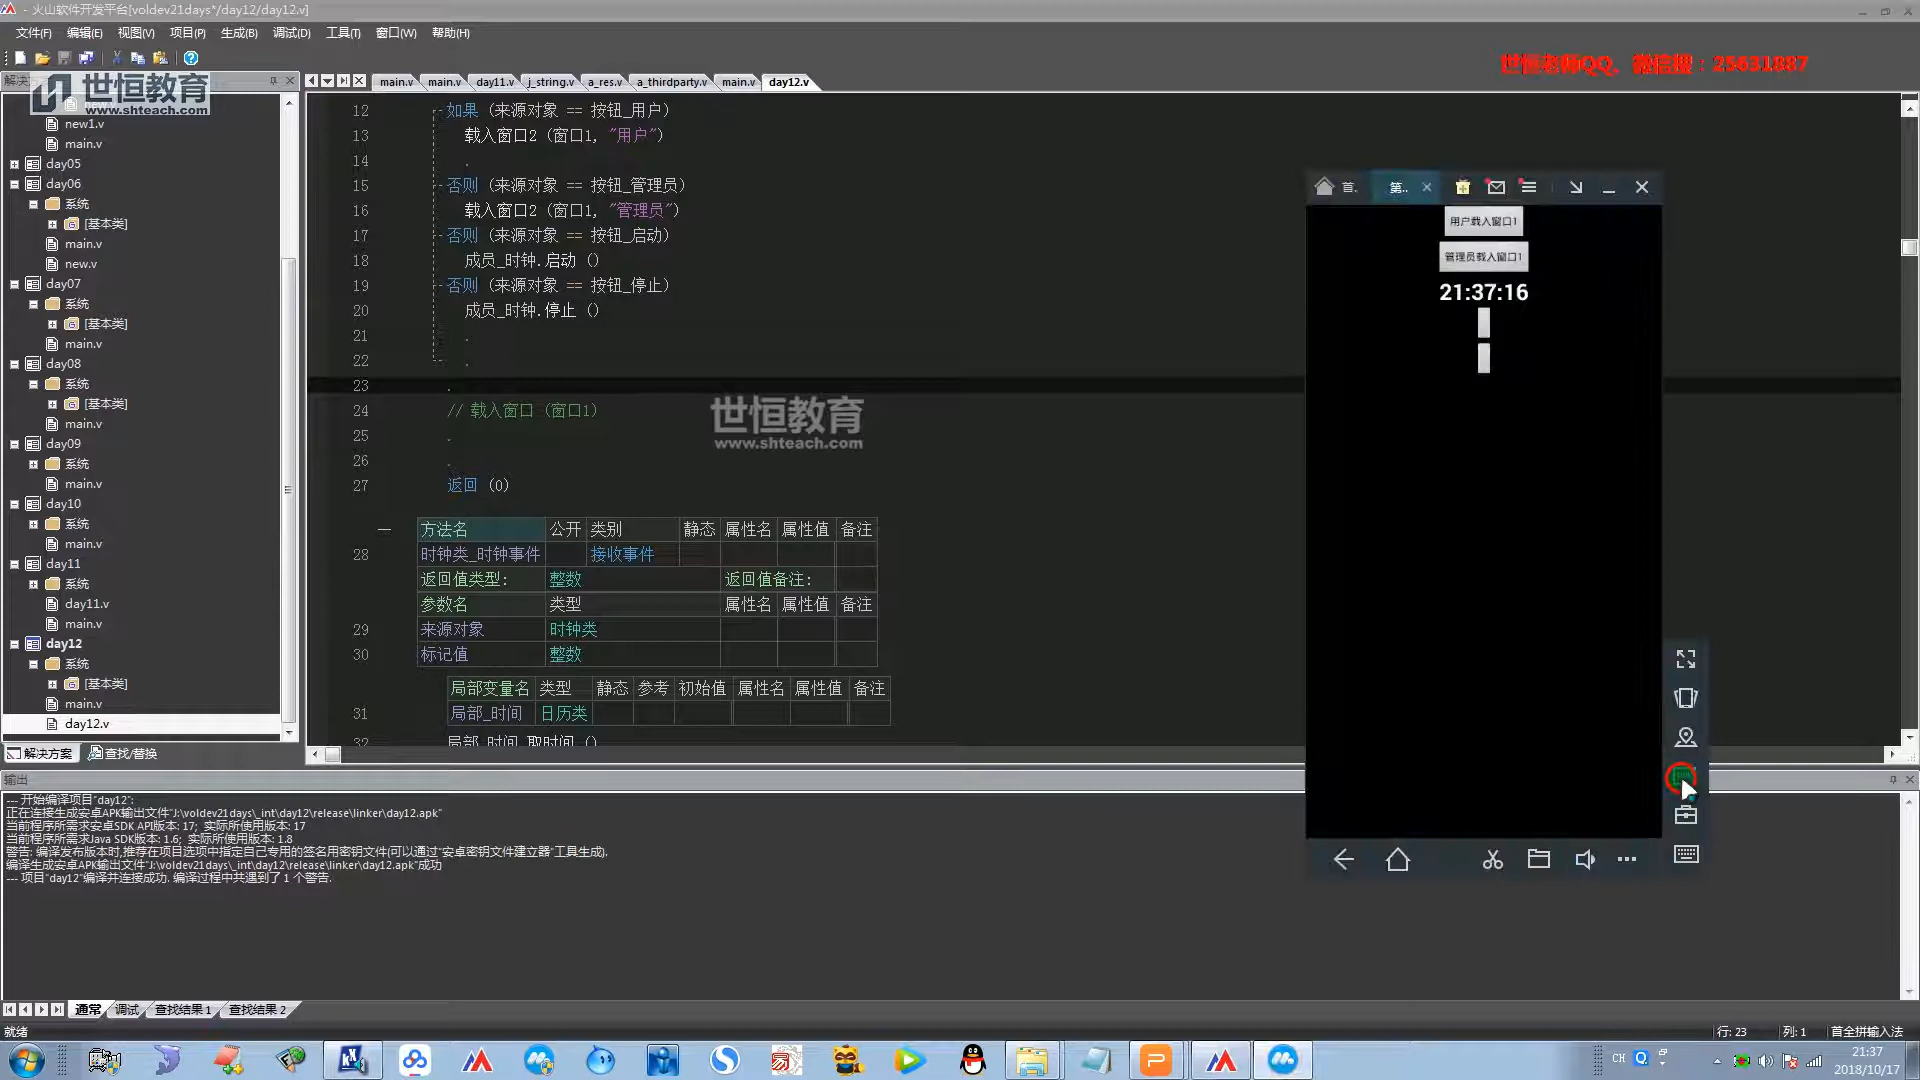 - 火山软件开发平台[voldev21days*/day12/day12.v]
文件(F) 编辑(E) 视图(V) 项目(P) 生成(B) 调试(D) 工具(T) 窗口(W) 帮助(H)
世恒老师QQ、微信搜：25631887
世恒教育
www.shteach.com
main.v main.v day11.v j_string.v a_res.v a_thirdparty.v main.v day12.v
new1.v
main.v
day05
day06
系统
[基本类]
main.v
new.v
day07
系统
[基本类]
main.v
day08
系统
[基本类]
main.v
day09
系统
main.v
day10
系统
main.v
day11
系统
day11.v
main.v
day12
系统
[基本类]
main.v
day12.v
解决方案 查找/替换
12 如果 (来源对象 == 按钮_用户)
13 载入窗口2 (窗口1, "用户")
14
15 否则 (来源对象 == 按钮_管理员)
16 载入窗口2 (窗口1, "管理员")
17 否则 (来源对象 == 按钮_启动)
18 成员_时钟.启动 ()
19 否则 (来源对象 == 按钮_停止)
20 成员_时钟.停止 ()
21
22
23
24 // 载入窗口 (窗口1)
25
26
27 返回 (0)
世恒教育
www.shteach.com
方法名 公开 类别 静态 属性名 属性值 备注
28 时钟类_时钟事件 接收事件
返回值类型: 整数 返回值备注:
参数名 类型 属性名 属性值 备注
29 来源对象 时钟类
30 标记值 整数
局部变量名 类型 静态 参考 初始值 属性名 属性值 备注
31 局部_时间 日历类
32 局部_时间.取时间 ()
首. 第..
用户载入窗口1
管理员载入窗口1
21:37:16
输出
--- 开始编译项目"day12":
正在连接生成安卓APK输出文件"J:\voldev21days\_int\day12\release\linker\day12.apk"
当前程序所需求安卓SDK API版本: 17; 实际所使用版本: 17
当前程序所需求Java SDK版本: 1.6; 实际所使用版本: 1.8
警告: 编译发布版本时,推荐在项目选项中指定自己专用的签名用密钥文件(可以通过"安卓密钥文件建立器"工具生成).
编译生成安卓APK输出文件"J:\voldev21days\_int\day12\release\linker\day12.apk"成功
--- 项目"day12"编译并连接成功. 编译过程中共遇到了 1 个警告.
通常 调试 查找结果 1 查找结果 2
就绪 行: 23 列: 1 首全拼输入法
CH
21:37
2018/10/17